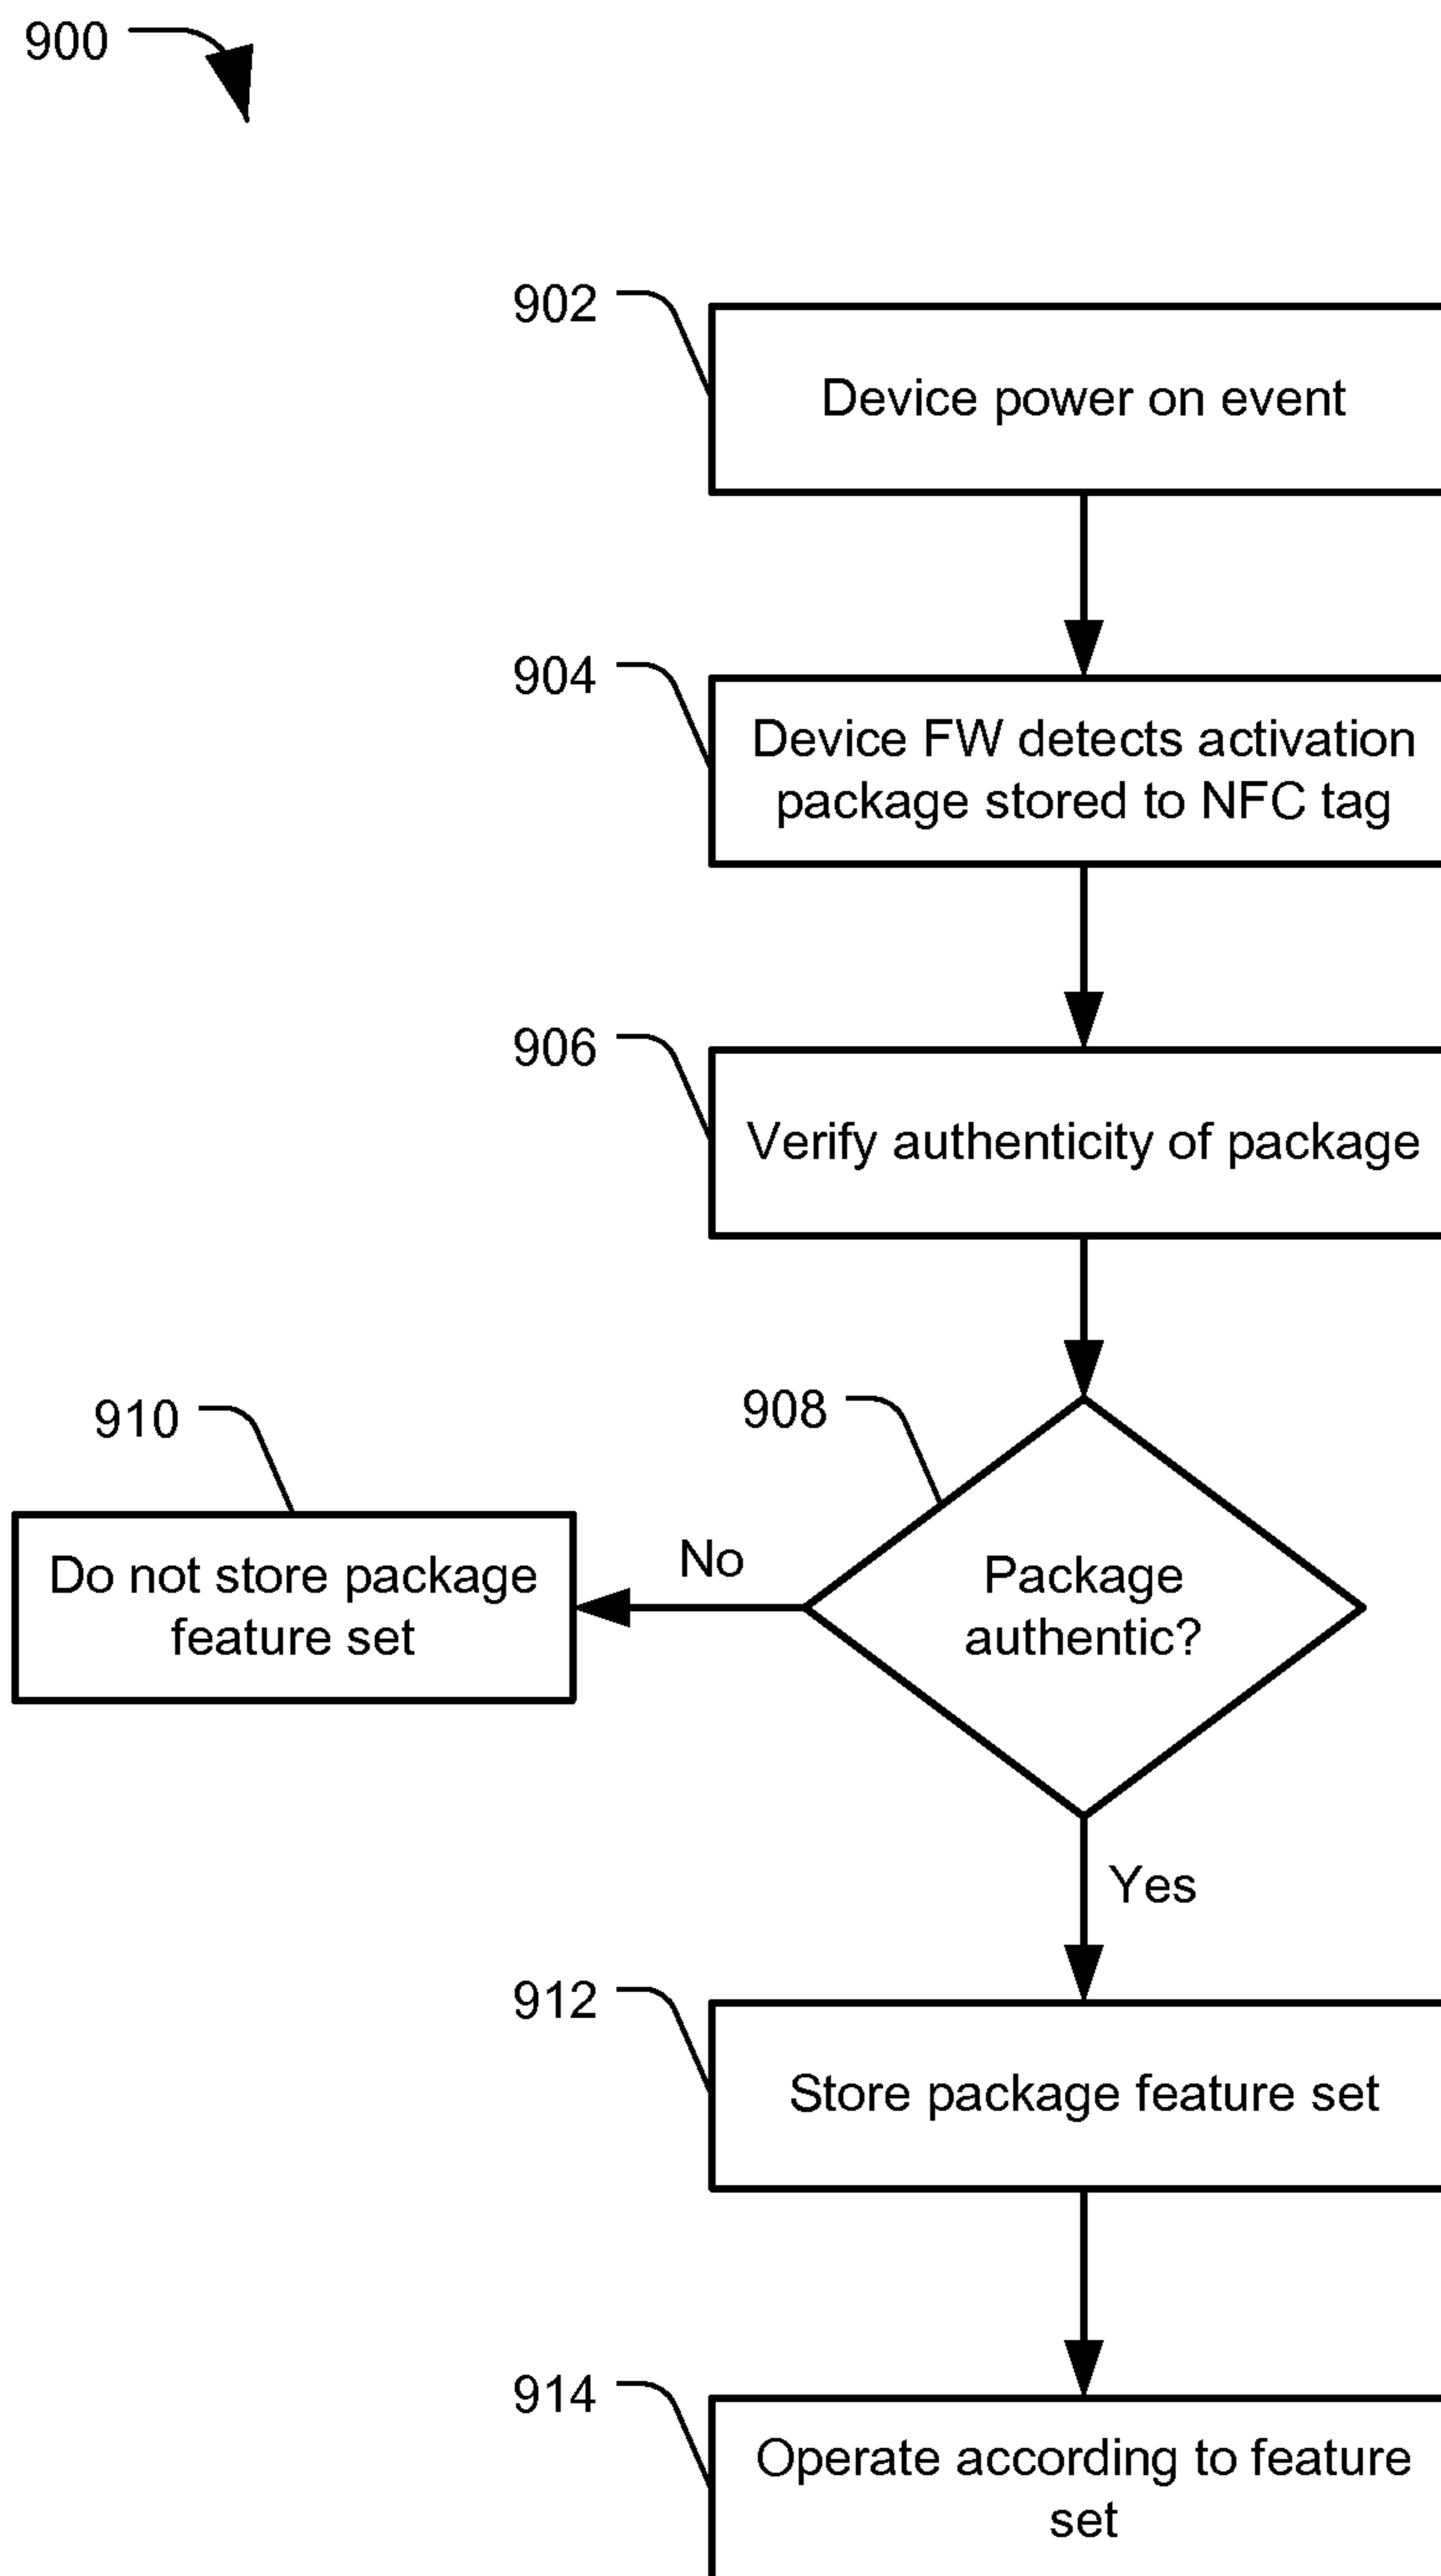 900
902
Device power on event
904
Device FW detects activation
package stored to NFC tag
906
Verify authenticity of package
908
910
Package
authentic?
No
Do not store package
feature set
Yes
912
Store package feature set
914
Operate according to feature
set